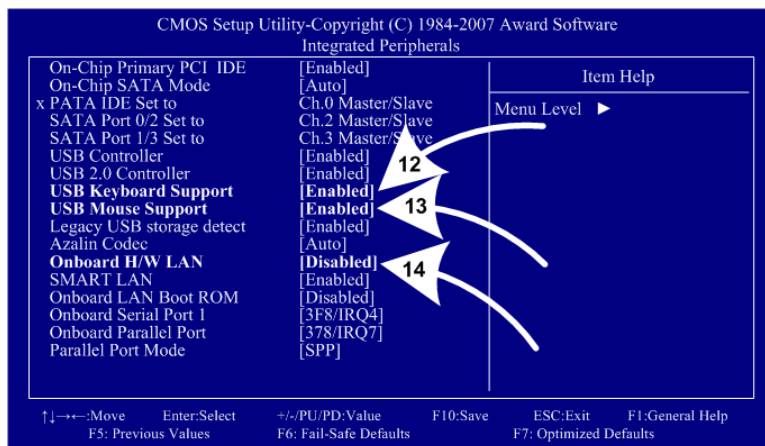 CMOS Setup Utility-Copyright (C) 1984-2007 Award Software
Integrated Peripherals
On-Chip Primary PCI IDE [Enabled]
On-Chip SATA Mode [Auto]
x PATA IDE Set to Ch.0 Master/Slave
SATA Port 0/2 Set to Ch.2 Master/Slave
SATA Port 1/3 Set to Ch.3 Master/Slave
USB Controller [Enabled]
USB 2.0 Controller [Enabled]
USB Keyboard Support [Enabled]
USB Mouse Support [Enabled]
Legacy USB storage detect [Enabled]
Azalin Codec [Auto]
Onboard H/W LAN [Disabled]
SMART LAN [Enabled]
Onboard LAN Boot ROM [Disabled]
Onboard Serial Port 1 [3F8/IRQ4]
Onboard Parallel Port [378/IRQ7]
Parallel Port Mode [SPP]
Item Help
Menu Level ►
12
13
14
↑↓→←:Move Enter:Select +/-/PU/PD:Value F10:Save ESC:Exit F1:General Help
F5: Previous Values F6: Fail-Safe Defaults F7: Optimized Defaults